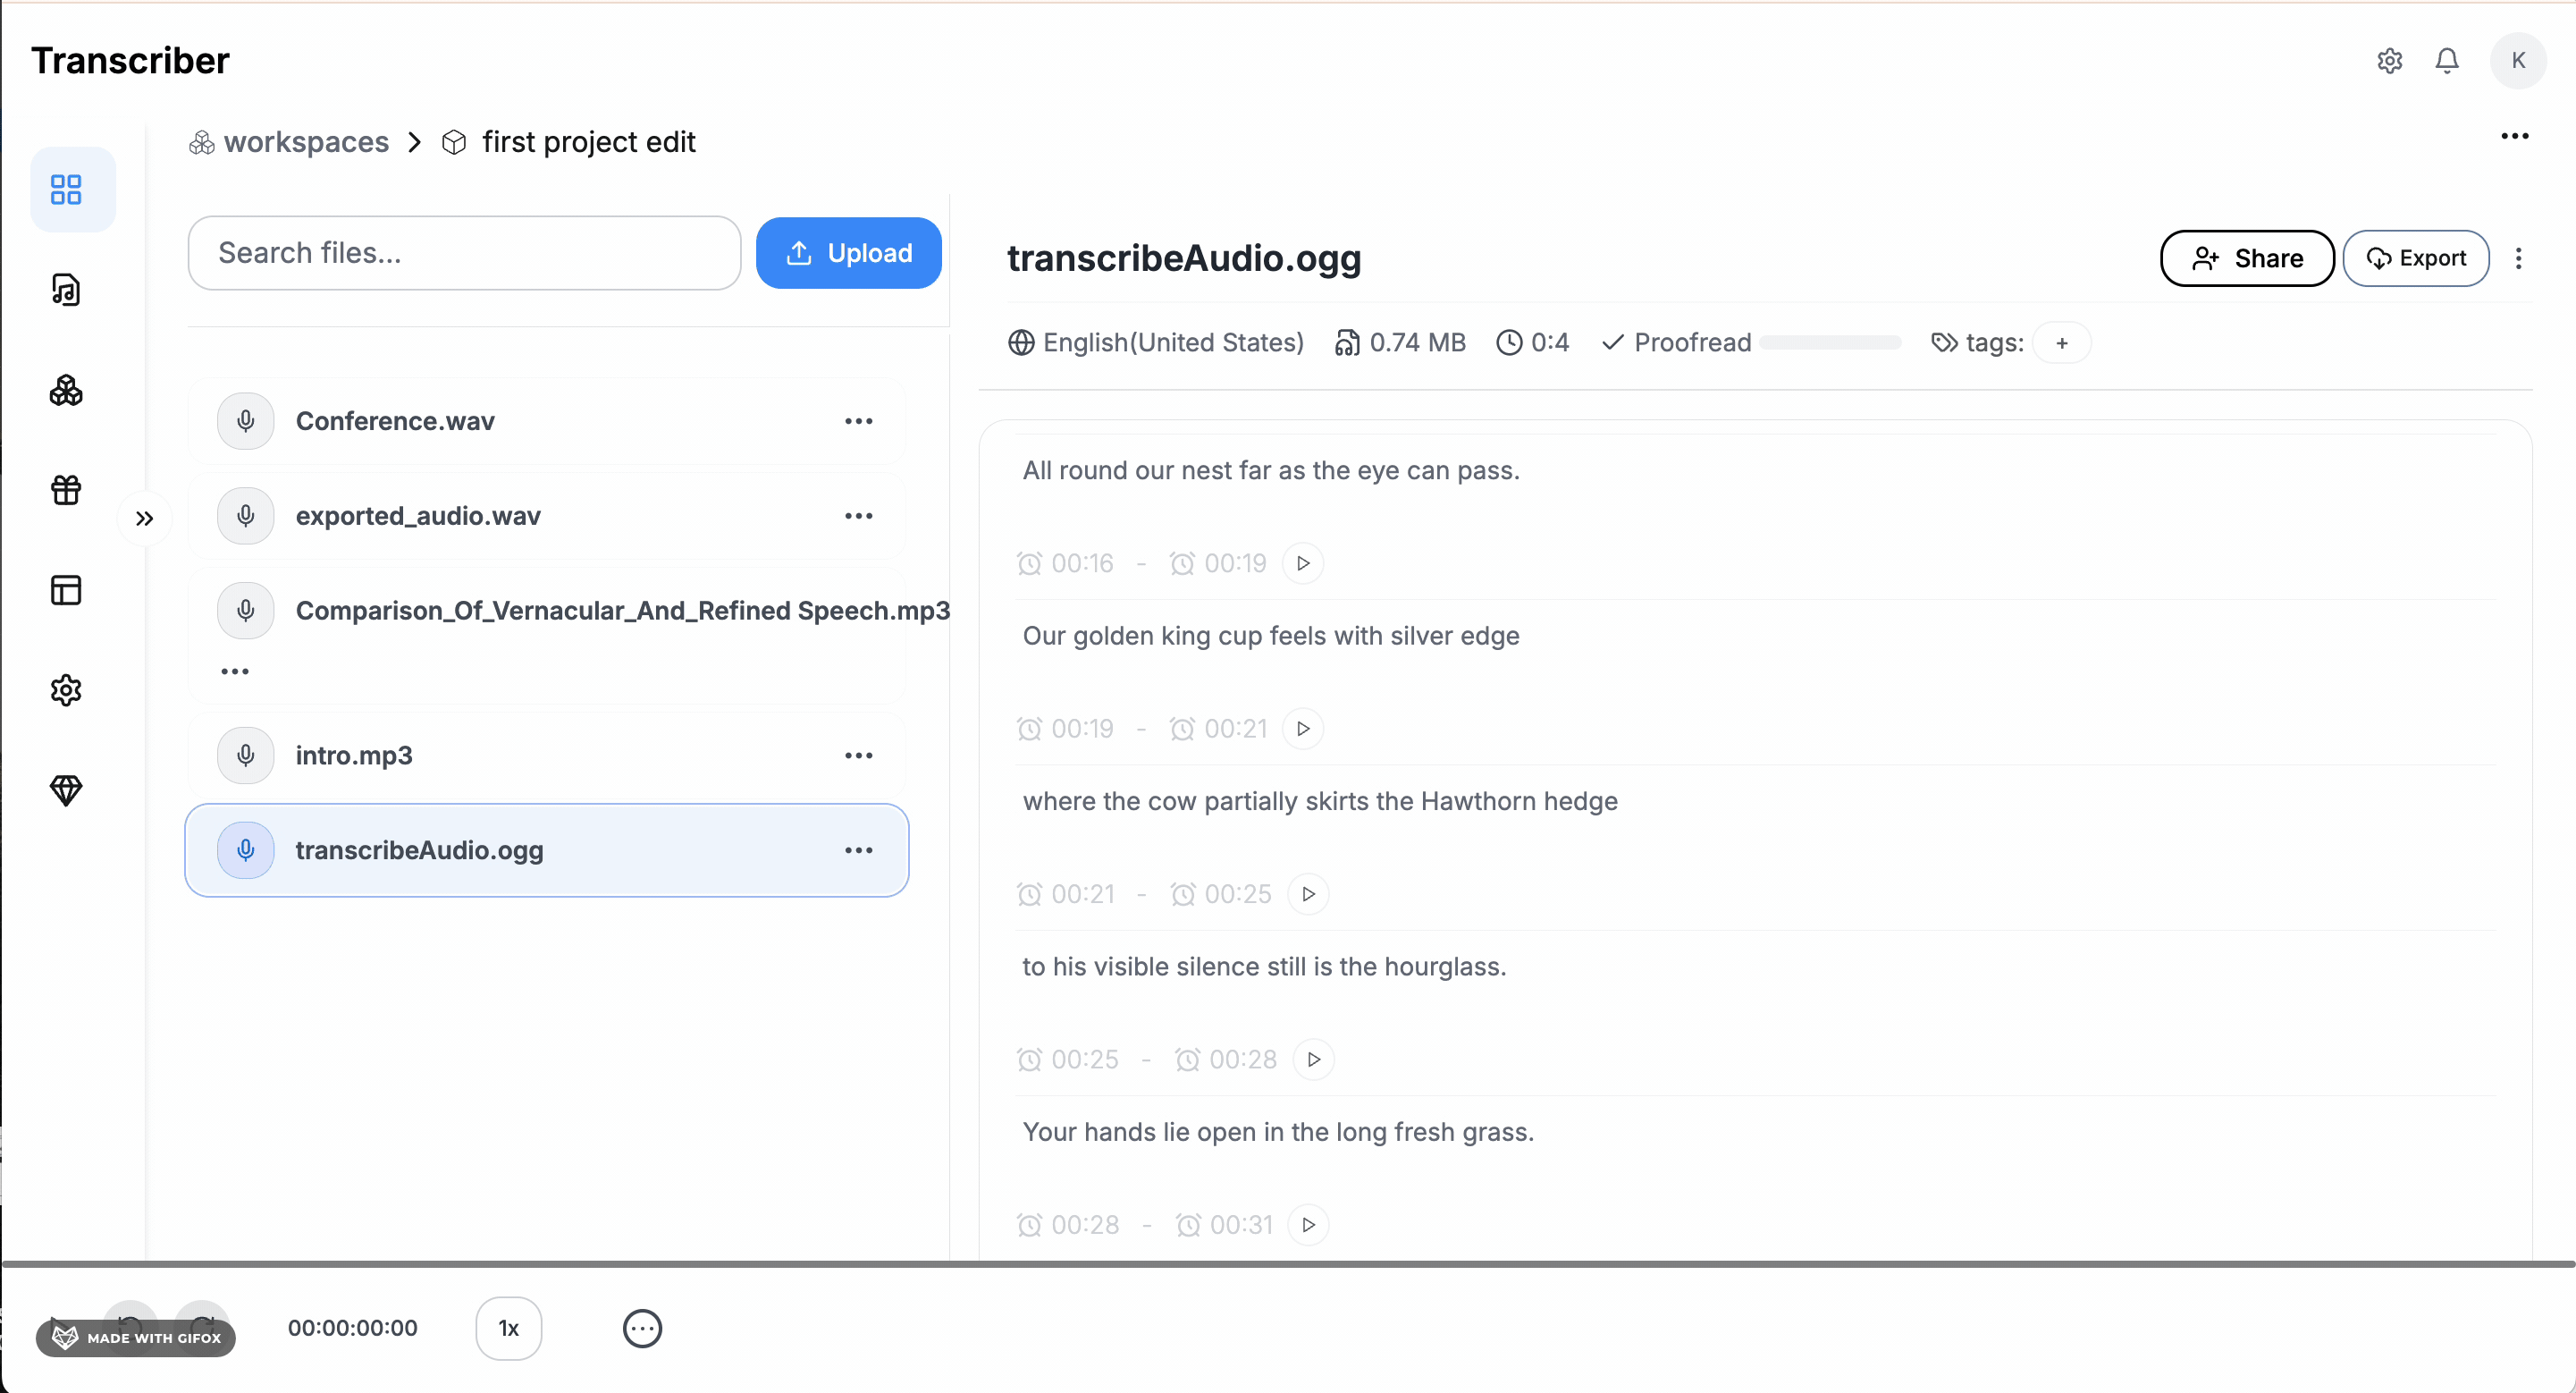 Transcriber
K
workspaces > first project edit
Search files...
Upload
Conference.wav
exported_audio.wav
Comparison_Of_Vernacular_And_Refined Speech.mp3
intro.mp3
transcribeAudio.ogg
transcribeAudio.ogg
Share
Export
English(United States) 0.74 MB 0:4 Proofread tags: +
All round our nest far as the eye can pass.
00:16 - 00:19
Our golden king cup feels with silver edge
00:19 - 00:21
where the cow partially skirts the Hawthorn hedge
00:21 - 00:25
to his visible silence still is the hourglass.
00:25 - 00:28
Your hands lie open in the long fresh grass.
00:28 - 00:31
MADE WITH GIFOX
00:00:00:00
1x